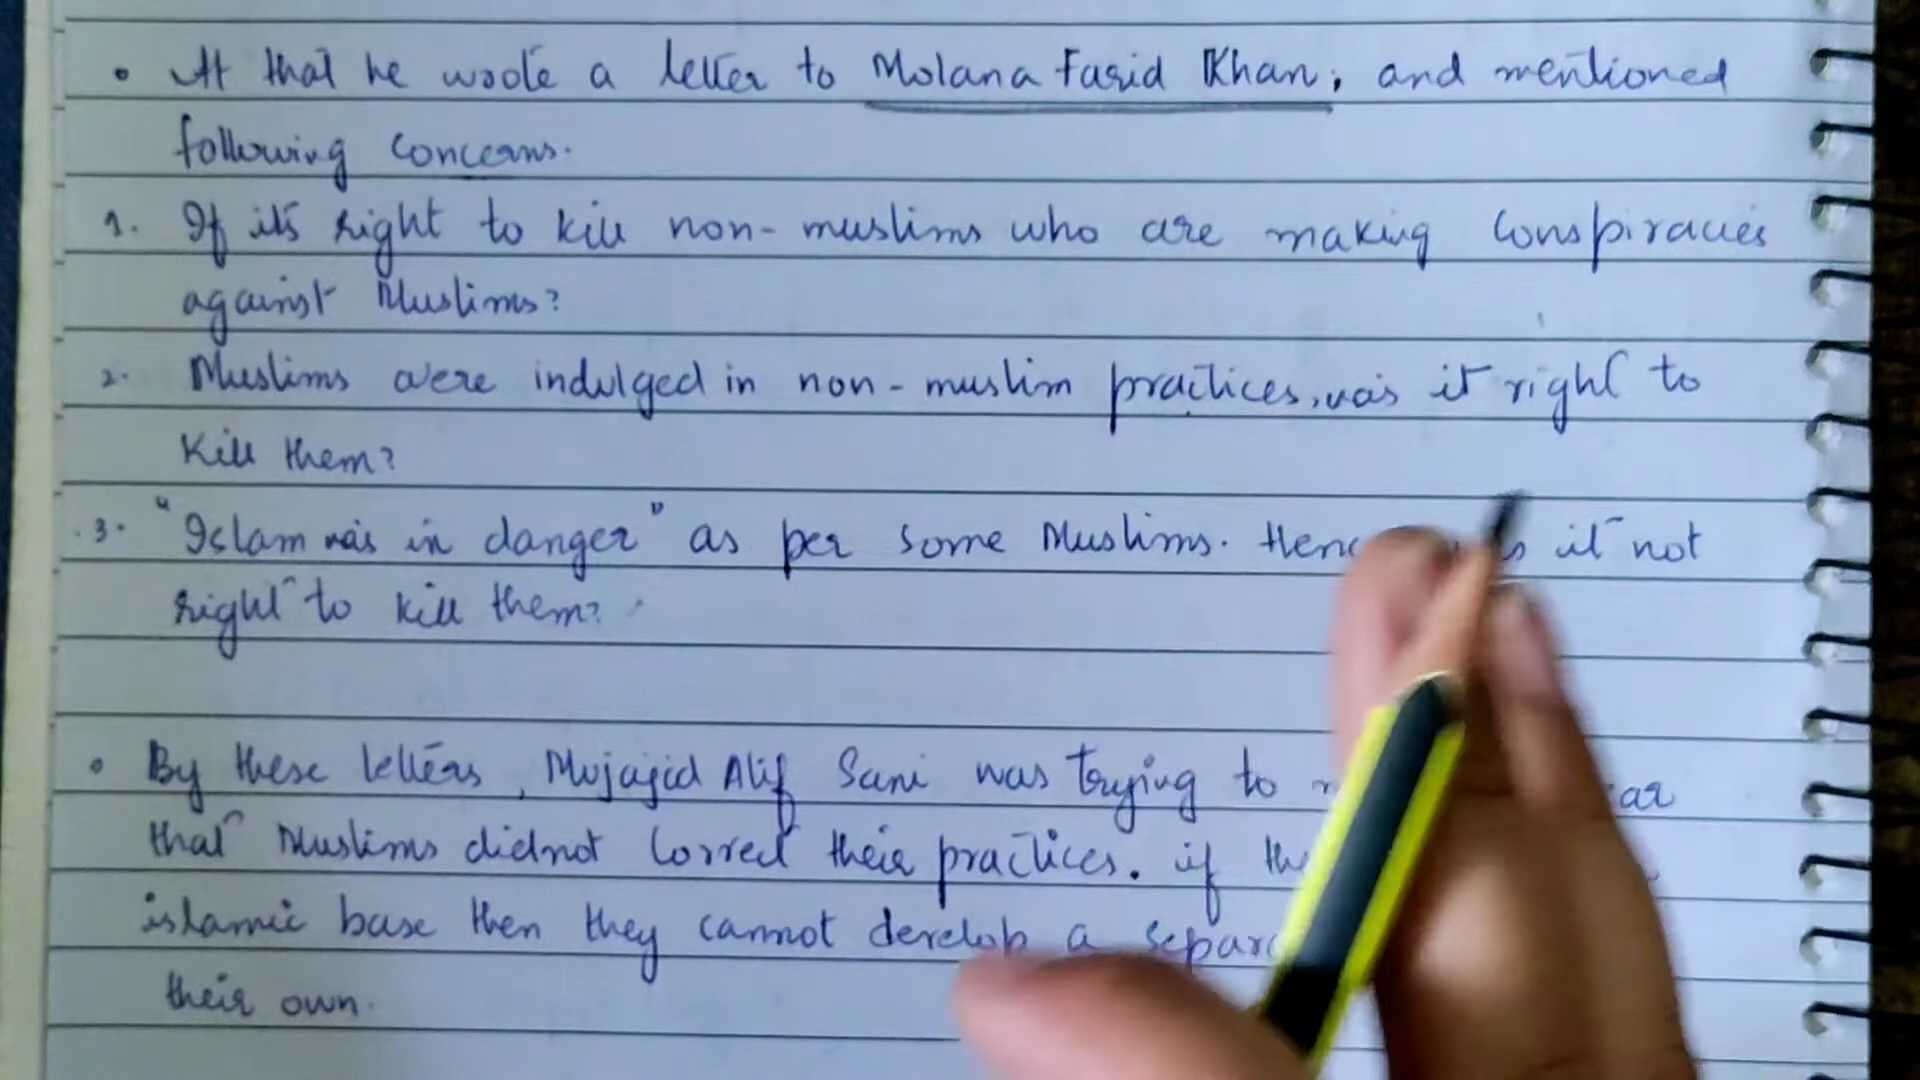 • At that he wrote a letter to Molana Farid Khan, and mentioned
following concerns.
1. If it's right to kill non-muslims who are making conspiracies
against Muslims?
2. Muslims were indulged in non-muslim practices, was it right to
kill them?
3. "Islam was in danger" as per some Muslims. it not
right to kill them?
• By these letters, Mujajid Alif Sani was trying to
that Muslims didnot correct their practices. if
islamic base then they cannot develop a
their own.